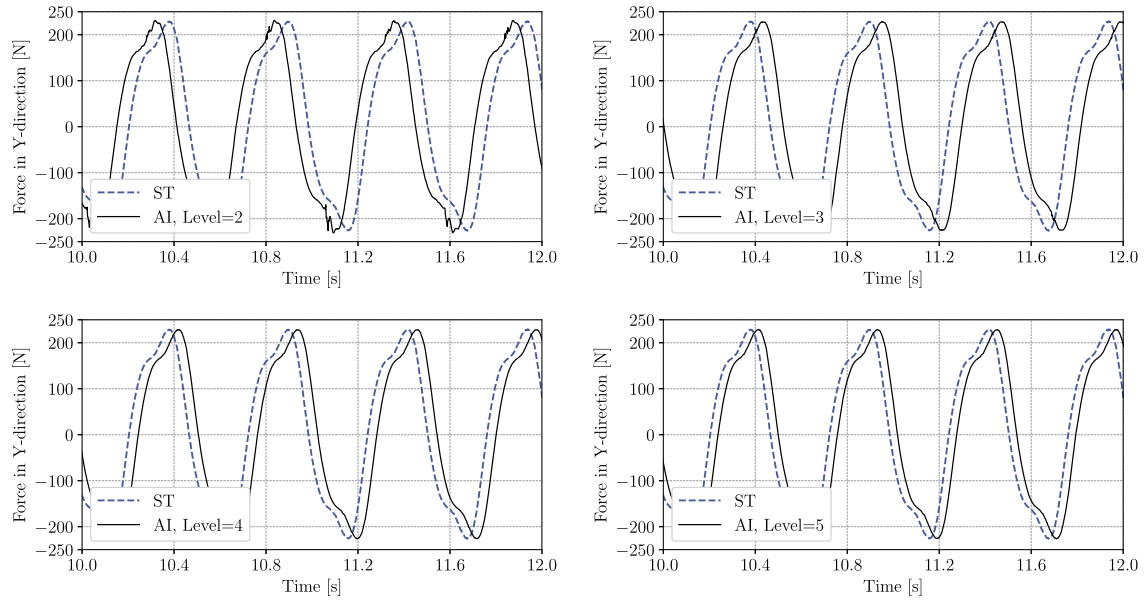 Force in Y-direction [N]
250
200
100
0
−100
−200
−250
ST
AI, Level=2
10.0 10.4 10.8 11.2 11.6 12.0
Time [s]
Force in Y-direction [N]
250
200
100
0
−100
−200
−250
ST
AI, Level=3
10.0 10.4 10.8 11.2 11.6 12.0
Time [s]
Force in Y-direction [N]
250
200
100
0
−100
−200
−250
ST
AI, Level=4
10.0 10.4 10.8 11.2 11.6 12.0
Time [s]
Force in Y-direction [N]
250
200
100
0
−100
−200
−250
ST
AI, Level=5
10.0 10.4 10.8 11.2 11.6 12.0
Time [s]